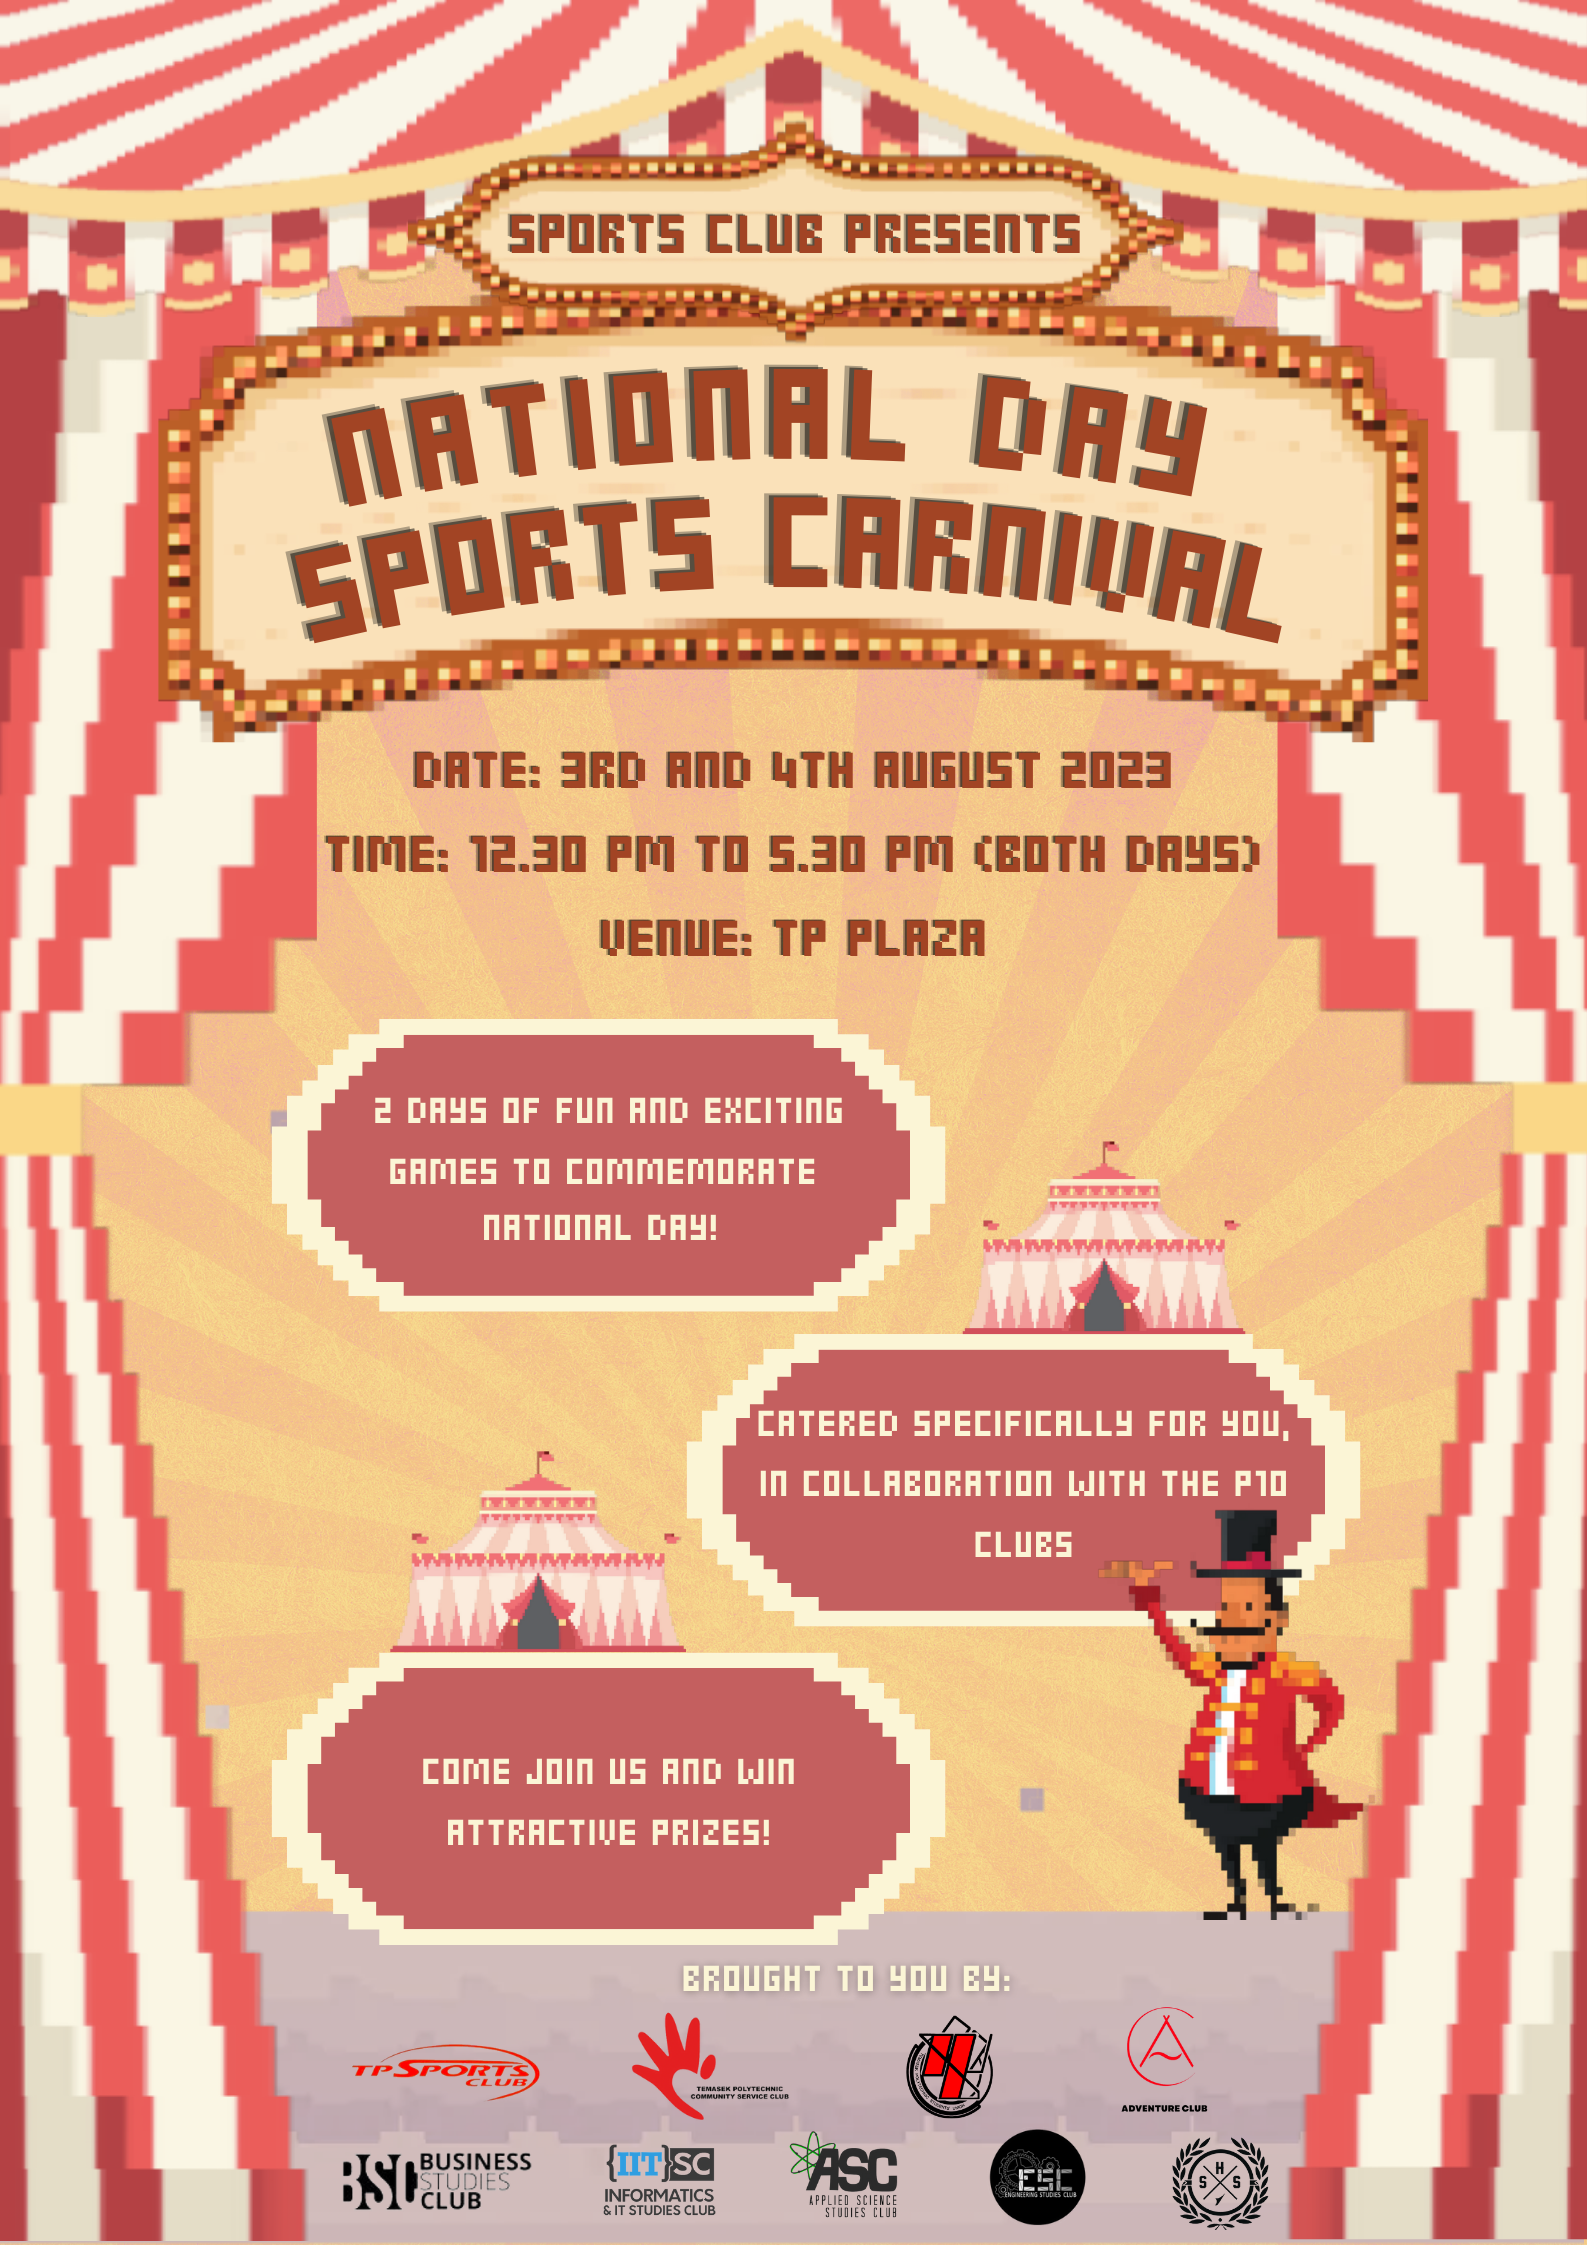 SPORTS CLUB PRESENTS
NATIONAL DAY
SPORTS CARNIVAL
DATE: 3RD AND 4TH AUGUST 2023
TIME: 12.30 PM TO 5.30 PM (BOTH DAYS)
VENUE: TP PLAZA
2 DAYS OF FUN AND EXCITING
GAMES TO COMMEMORATE
NATIONAL DAY!
CATERED SPECIFICALLY FOR YOU,
IN COLLABORATION WITH THE P10
CLUBS
COME JOIN US AND WIN
ATTRACTIVE PRIZES!
BROUGHT TO YOU BY:
TP SPORTS
CLUB
TEMASEK POLYTECHNIC
COMMUNITY SERVICE CLUB
ADVENTURE CLUB
BSC
BUSINESS
STUDIES
CLUB
{IIT}SC
INFORMATICS
& IT STUDIES CLUB
ASC
APPLIED SCIENCE
STUDIES CLUB
ESC
ENGINEERING STUDIES CLUB
H
S S